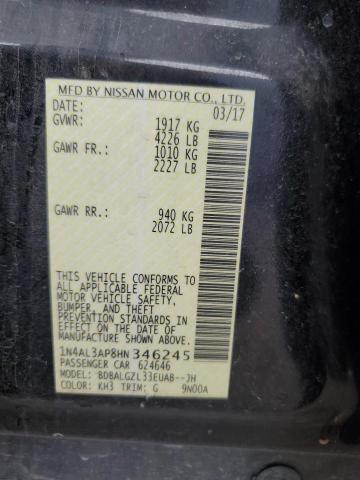 MFD BY NISSAN MOTOR CO., LTD.
DATE: 03/17
GVWR: 1917 KG
4226 LB
GAWR FR.: 1010 KG
2227 LB
GAWR RR.: 940 KG
2072 LB
THIS VEHICLE CONFORMS TO
ALL APPLICABLE FEDERAL
MOTOR VEHICLE SAFETY,
BUMPER, AND THEFT
PREVENTION STANDARDS IN
EFFECT ON THE DATE OF
MANUFACTURE SHOWN ABOVE.
1N4AL3AP8HN 346245
PASSENGER CAR 624646
MODEL: BDBALGZL33EUAB--JH
COLOR: KH3 TRIM: G 9N00A